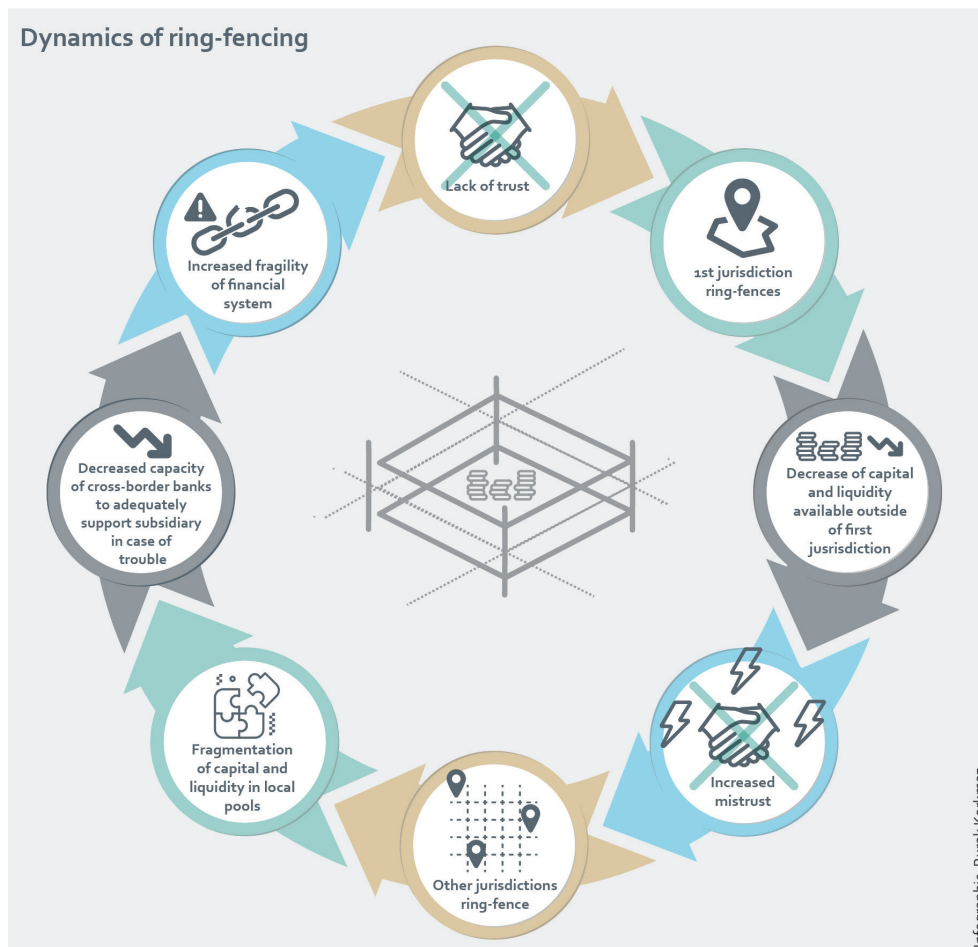 Dynamics of ring-fencing
Lack of trust
1st jurisdiction
ring-fences
Decrease of capital
and liquidity
available outside
of first
jusrisdiction
Increased
mistrust
Other jurisdictions
ring-fence
Fragmentation
of capital and
liquidity in local
pools
Decreased capacity
of cross-border banks
to adequately
support subsidiary
in case of
trouble
Increased fragility
of financial
system